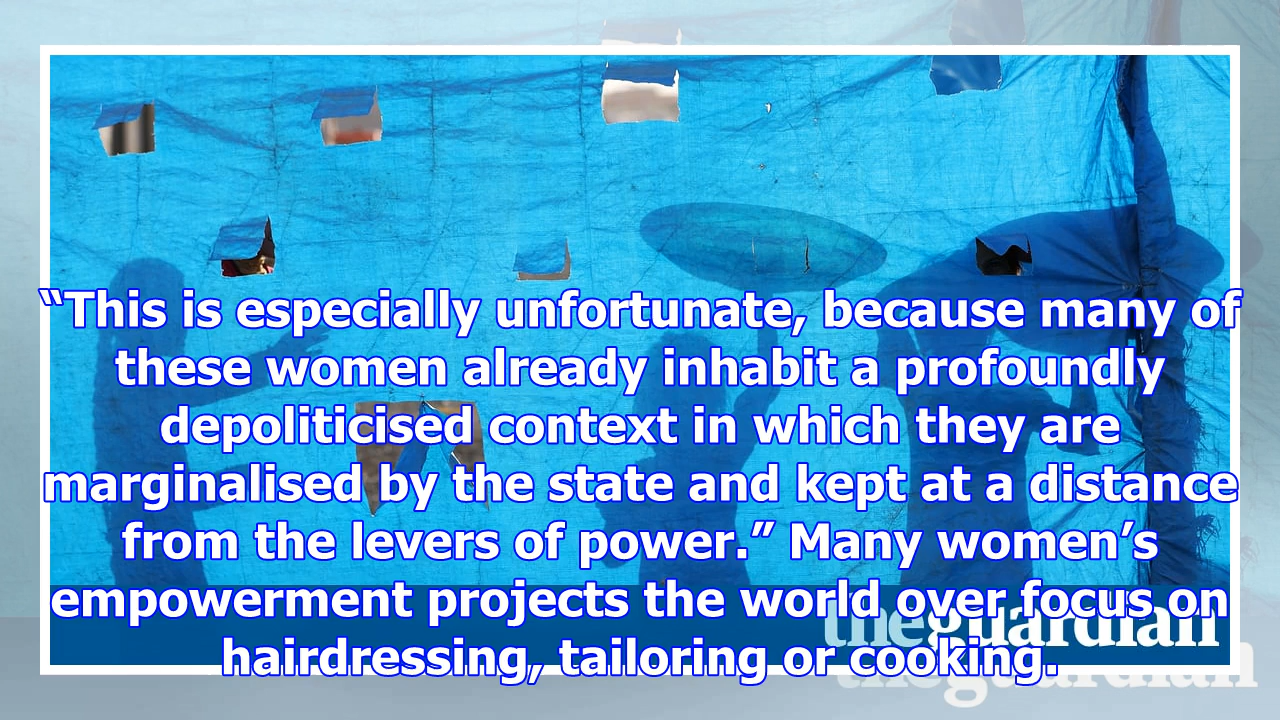 “This is especially unfortunate, because many of
these women already inhabit a profoundly
depoliticised context in which they are
marginalised by the state and kept at a distance
from the levers of power.” Many women’s
empowerment projects the world over focus on
hairdressing, tailoring or cooking.
theguardian
theguardian